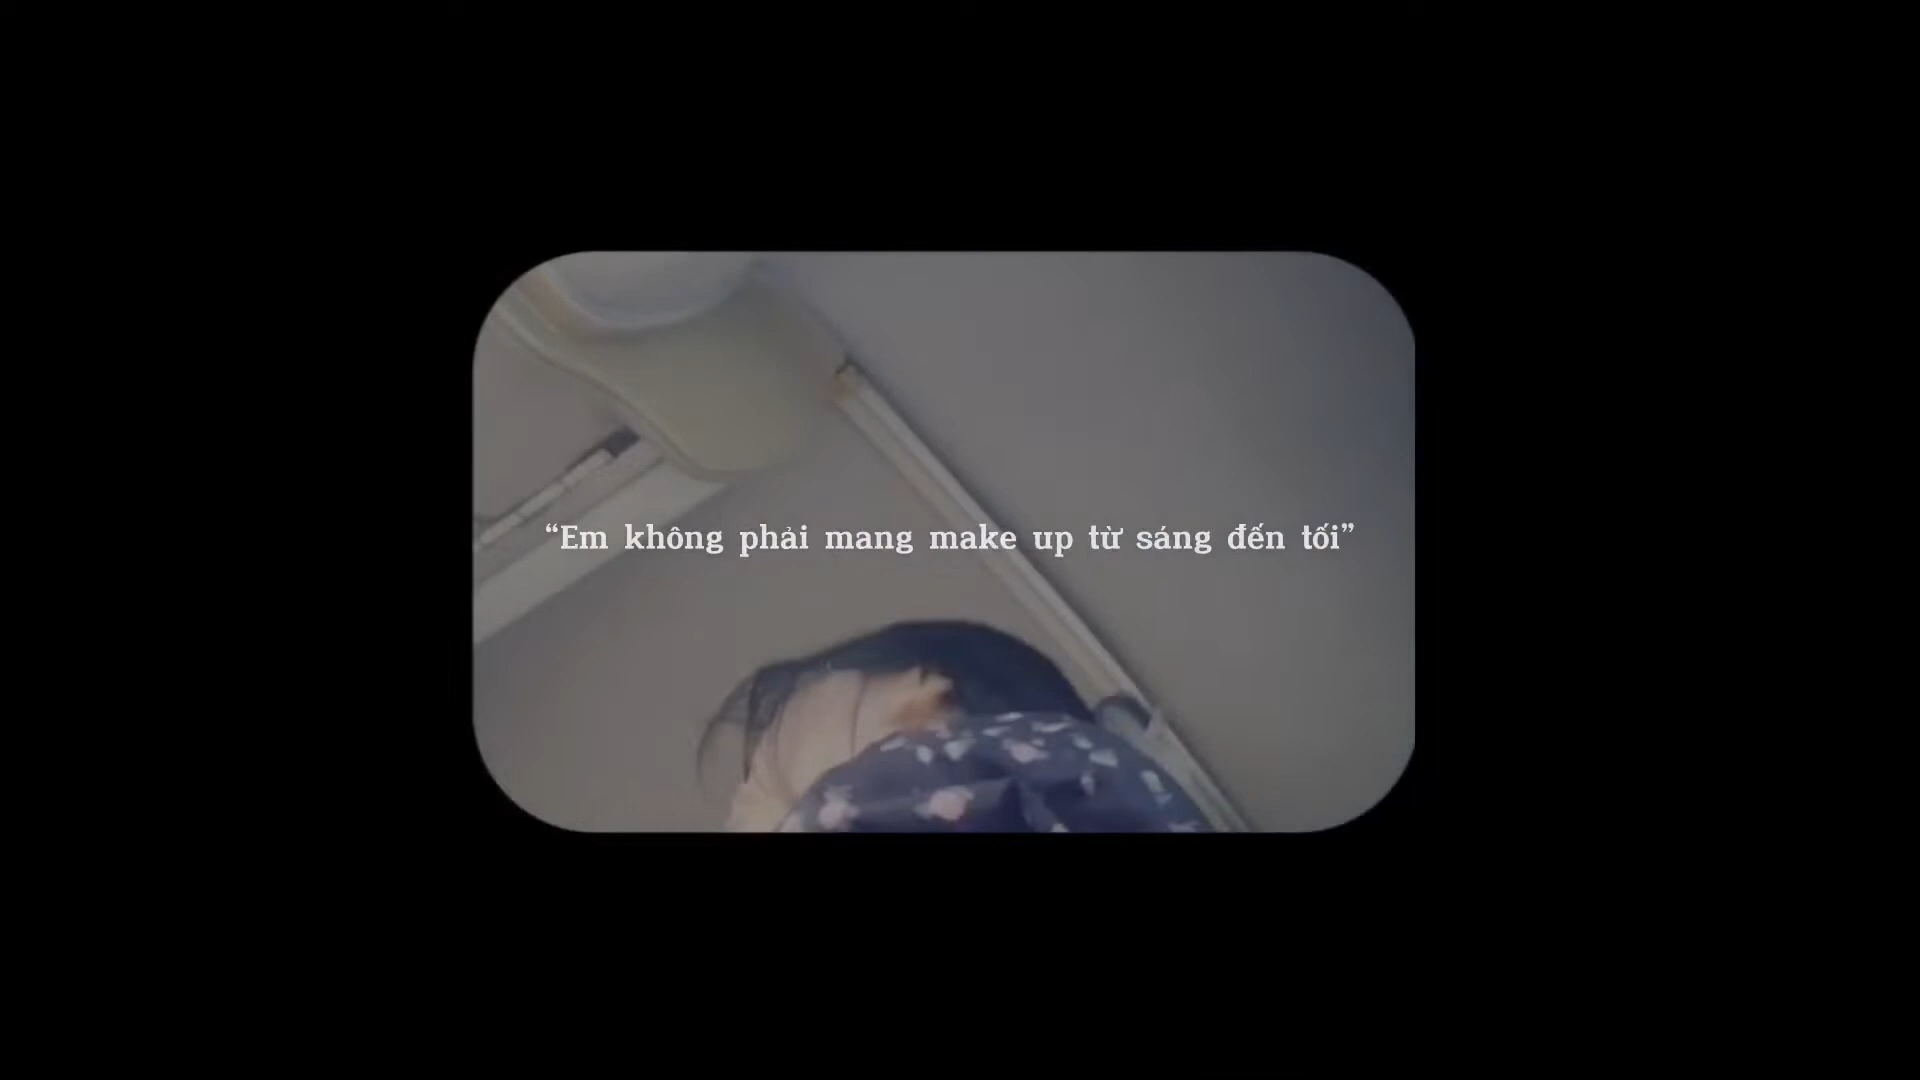 “Em không phải mang make up từ sáng đến tối”